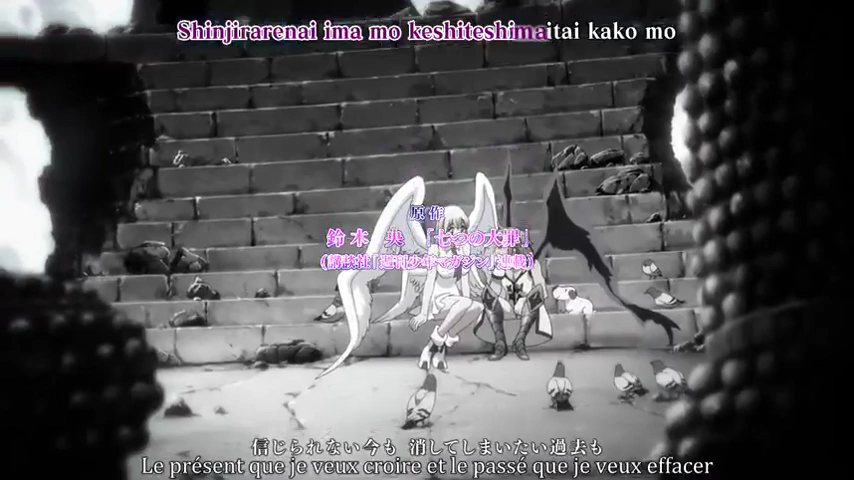 Shinjirarenai ima mo keshiteshimaitai kako mo
原作
鈴木 央 「七つの大罪」
(講談社「週刊少年マガジン」連載)
信じられない今も 消してしまいたい過去も
Le présent que je veux croire et le passé que je veux effacer